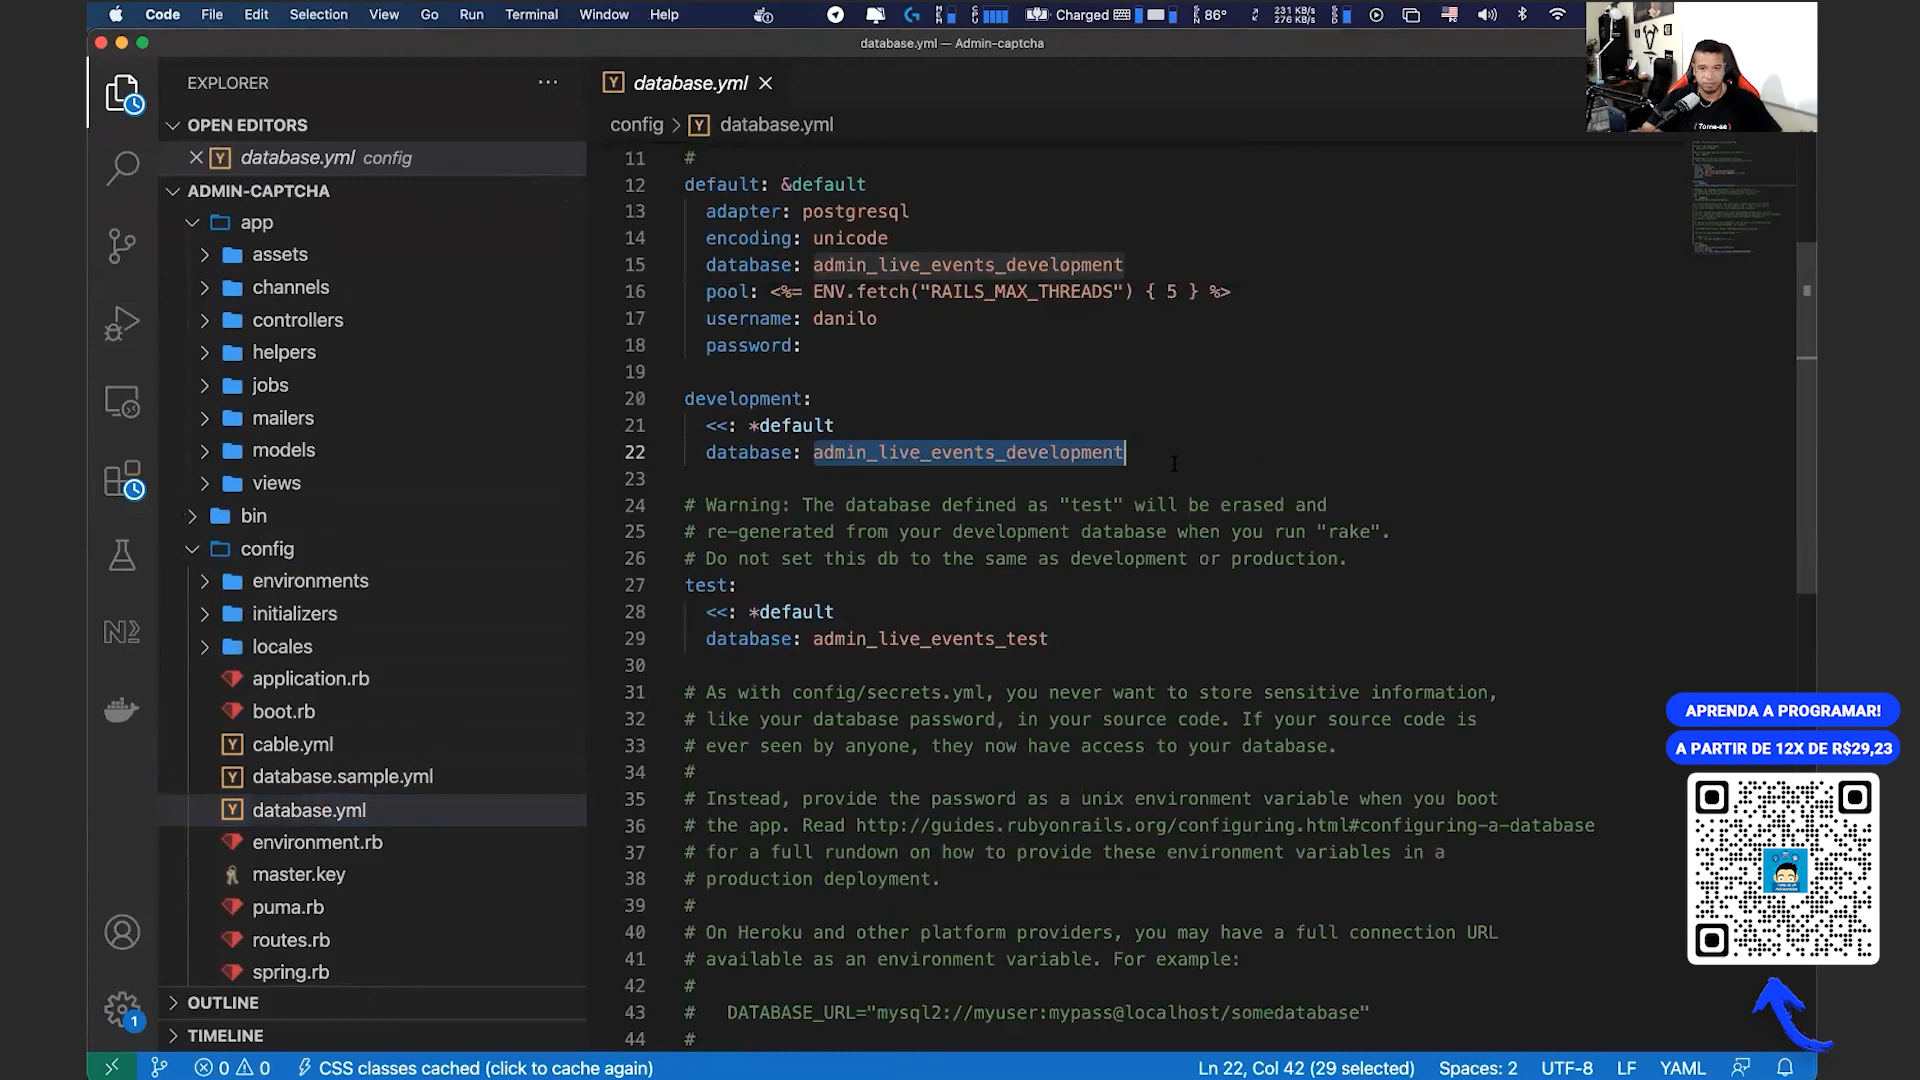 Code File Edit Selection View Go Run Terminal Window Help
Charged
86°
231 KB/s
276 KB/s
database.yml — Admin-captcha
EXPLORER
OPEN EDITORS
database.yml config
ADMIN-CAPTCHA
app
assets
channels
controllers
helpers
jobs
mailers
models
views
bin
config
environments
initializers
locales
application.rb
boot.rb
cable.yml
database.sample.yml
database.yml
environment.rb
master.key
puma.rb
routes.rb
spring.rb
OUTLINE
TIMELINE
database.yml
config > database.yml
11 #
12 default: &default
13 adapter: postgresql
14 encoding: unicode
15 database: admin_live_events_development
16 pool: <%= ENV.fetch("RAILS_MAX_THREADS") { 5 } %>
17 username: danilo
18 password:
19
20 development:
21 <<: *default
22 database: admin_live_events_development
23
24 # Warning: The database defined as "test" will be erased and
25 # re-generated from your development database when you run "rake".
26 # Do not set this db to the same as development or production.
27 test:
28 <<: *default
29 database: admin_live_events_test
30
31 # As with config/secrets.yml, you never want to store sensitive information,
32 # like your database password, in your source code. If your source code is
33 # ever seen by anyone, they now have access to your database.
34 #
35 # Instead, provide the password as a unix environment variable when you boot
36 # the app. Read http://guides.rubyonrails.org/configuring.html#configuring-a-database
37 # for a full rundown on how to provide these environment variables in a
38 # production deployment.
39 #
40 # On Heroku and other platform providers, you may have a full connection URL
41 # available as an environment variable. For example:
42 #
43 # DATABASE_URL="mysql2://myuser:mypass@localhost/somedatabase"
44 #
(Torne-se)
APRENDA A PROGRAMAR!
A PARTIR DE 12X DE R$29,23
1
0 0 CSS classes cached (click to cache again)
Ln 22, Col 42 (29 selected) Spaces: 2 UTF-8 LF YAML